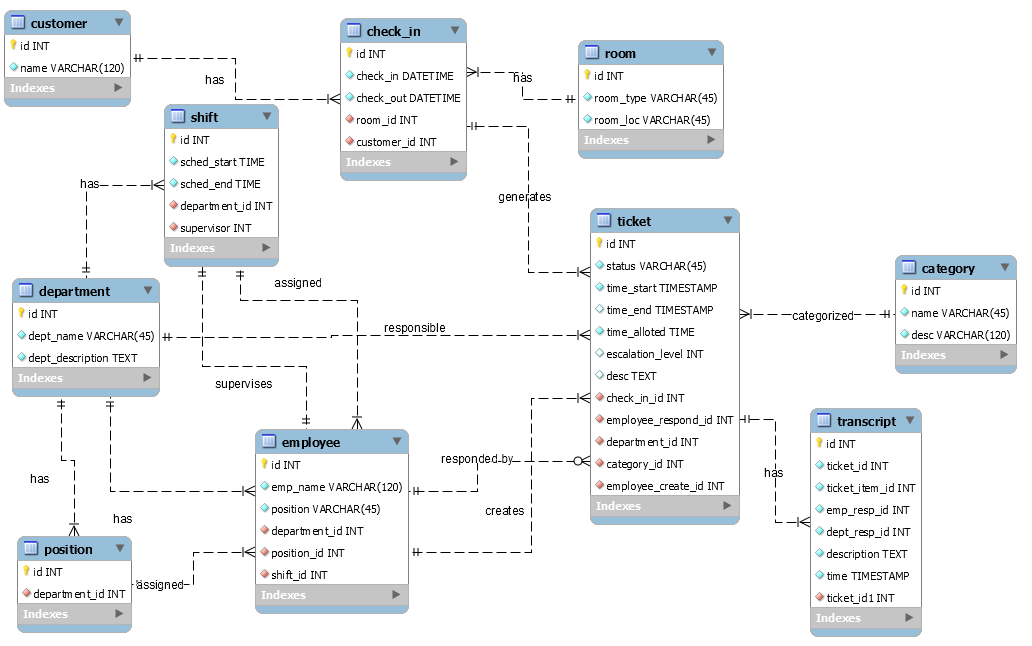 customer
id INT
name VARCHAR(120)
Indexes
has
check_in
id INT
check_in DATETIME
check_out DATETIME
room_id INT
customer_id INT
Indexes
has
room
id INT
room_type VARCHAR(45)
room_loc VARCHAR(45)
Indexes
shift
id INT
sched_start TIME
sched_end TIME
department_id INT
supervisor INT
Indexes
has
generates
assigned
ticket
id INT
status VARCHAR(45)
time_start TIMESTAMP
time_end TIMESTAMP
time_alloted TIME
escalation_level INT
desc TEXT
check_in_id INT
employee_respond_id INT
department_id INT
category_id INT
employee_create_id INT
Indexes
category
id INT
name VARCHAR(45)
desc VARCHAR(120)
Indexes
categorized
department
id INT
dept_name VARCHAR(45)
dept_description TEXT
Indexes
responsible
supervises
employee
id INT
emp_name VARCHAR(120)
position VARCHAR(45)
department_id INT
position_id INT
shift_id INT
Indexes
responded_by
creates
has
has
has
transcript
id INT
ticket_id INT
ticket_item_id INT
emp_resp_id INT
dept_resp_id INT
description TEXT
time TIMESTAMP
ticket_id1 INT
Indexes
position
id INT
department_id INT
Indexes
assigned